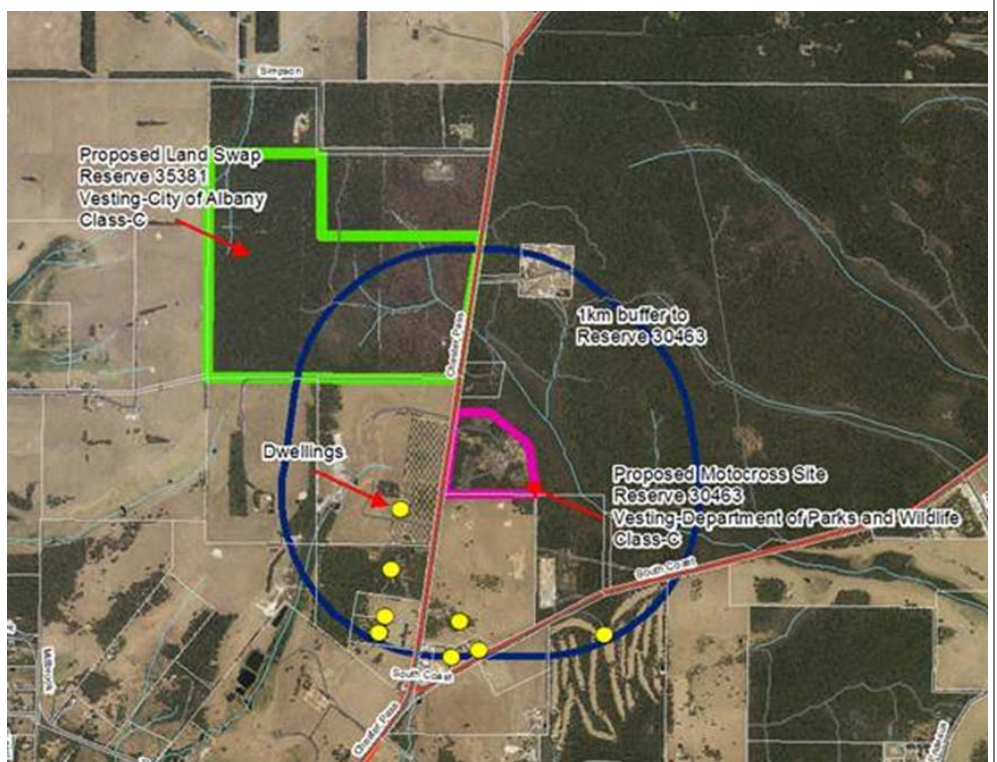 Simpson
Proposed Land Swap
Reserve 35381
Vesting-City of Albany
Class-C
1km buffer to
Reserve 30463
Chester Pass
Dwellings
Proposed Motocross Site
Reserve 30463
Vesting-Department of Parks and Wildlife
Class-C
South Coast
Millbrook
South Coast
Chester Pass